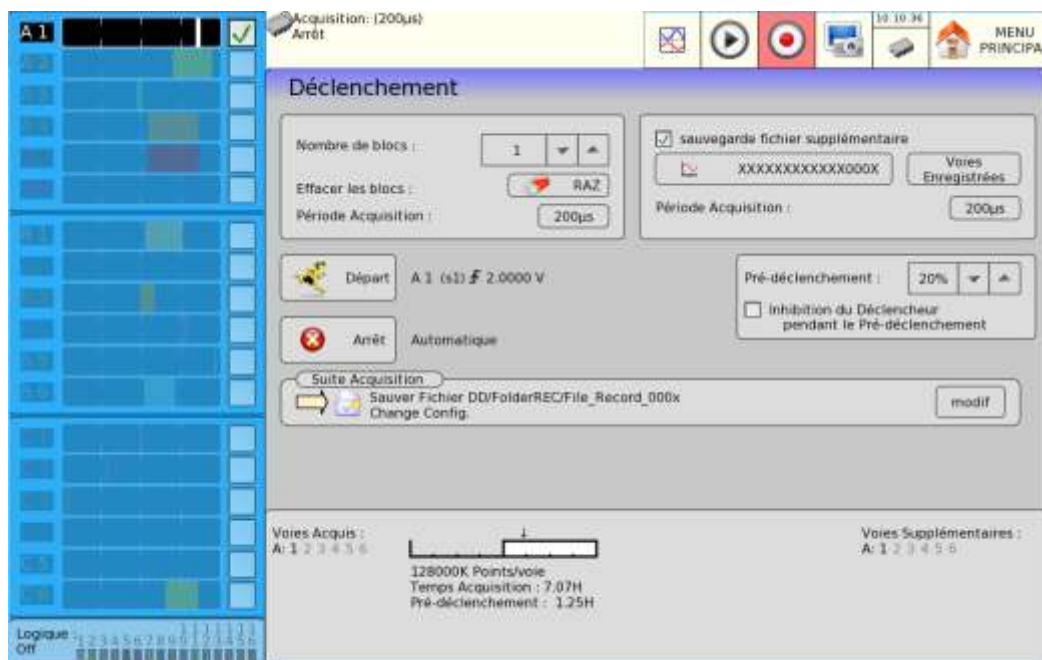 A 1
Acquisition: (200µs)
Arrêt
10 10 36
MENU
PRINCIPA
Déclenchement
Nombre de blocs :
1
Effacer les blocs :
RAZ
Période Acquisition :
200µs
sauvegarde fichier supplémentaire
XXXXXXXXXXXX000X
Voies
Enregistrées
Période Acquisition :
200µs
Départ
A 1 (s1) 2.0000 V
Pré-déclenchement :
20%
Inhibition du Déclencheur
pendant le Pré-déclenchement
Arrêt
Automatique
Suite Acquisition
Sauver Fichier DD/FolderREC/File_Record_000x
Change Config.
modif
Voies Acquis :
A: 1 2 3 4 5 6
128000K Points/voie
Temps Acquisition : 7.07H
Pré-déclenchement : 1.25H
Voies Supplémentaires :
A: 1 2 3 4 5 6
Logique :
Off